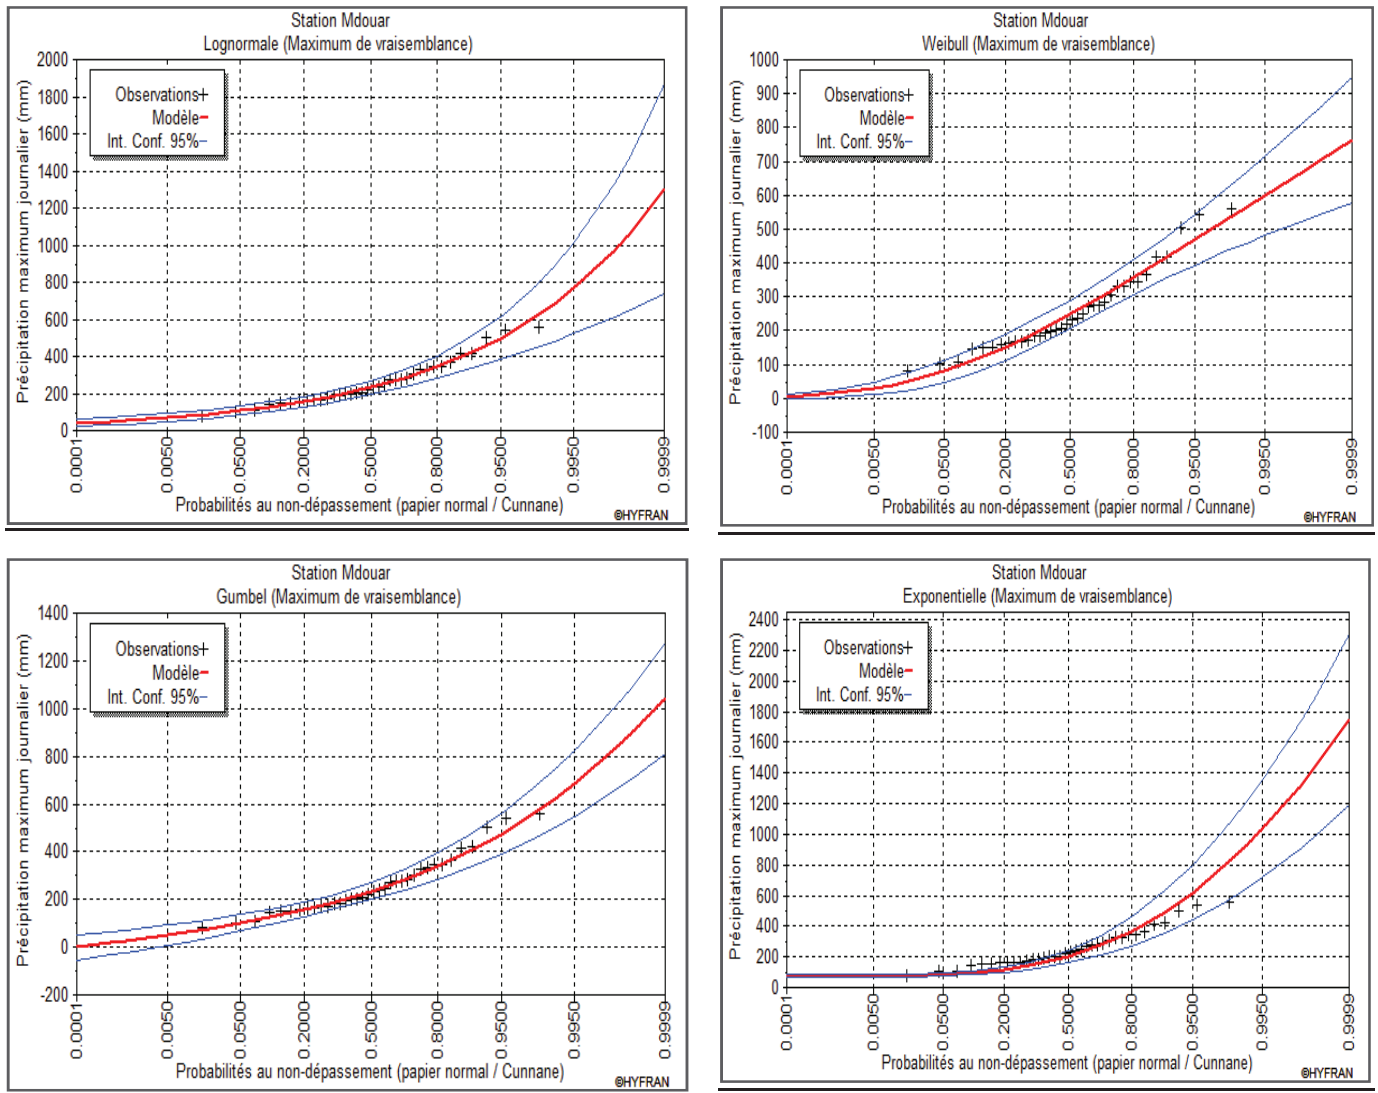 Station Mdouar
Lognormale (Maximum de vraisemblance)
Précipitation maximum journalier (mm)
2000
1800
1600
1400
1200
1000
800
600
400
200
0
Observations+
Modèle
Int. Conf. 95%
0.0001
0.0050
0.0500
0.2000
0.5000
0.8000
0.9500
0.9950
0.9999
Probabilités au non-dépassement (papier normal / Cunnane)
©HYFRAN
Station Mdouar
Weibull (Maximum de vraisemblance)
Précipitation maximum journalier (mm)
1000
900
800
700
600
500
400
300
200
100
0
-100
Observations+
Modèle
Int. Conf. 95%
0.0001
0.0050
0.0500
0.2000
0.5000
0.8000
0.9500
0.9950
0.9999
Probabilités au non-dépassement (papier normal / Cunnane)
©HYFRAN
Station Mdouar
Gumbel (Maximum de vraisemblance)
Précipitation maximum journalier (mm)
1400
1200
1000
800
600
400
200
0
-200
Observations+
Modèle
Int. Conf. 95%
0.0001
0.0050
0.0500
0.2000
0.5000
0.8000
0.9500
0.9950
0.9999
Probabilités au non-dépassement (papier normal / Cunnane)
©HYFRAN
Station Mdouar
Exponentielle (Maximum de vraisemblance)
Précipitation maximum journalier (mm)
2400
2200
2000
1800
1600
1400
1200
1000
800
600
400
200
0
Observations+
Modèle
Int. Conf. 95%
0.0001
0.0050
0.0500
0.2000
0.5000
0.8000
0.9500
0.9950
0.9999
Probabilités au non-dépassement (papier normal / Cunnane)
©HYFRAN